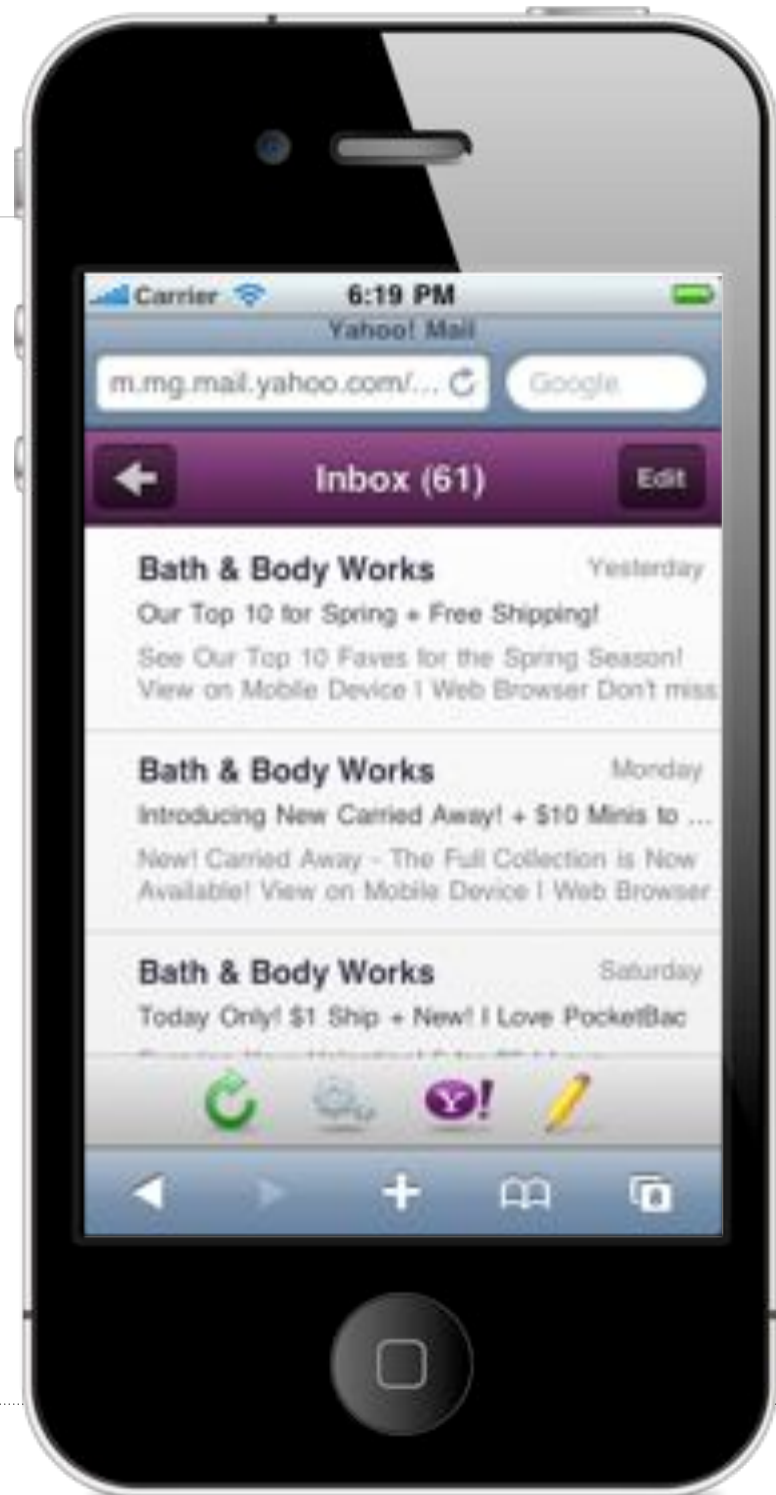 Carrier 6:19 PM
Yahoo! Mail
m.mg.mail.yahoo.com/... Google
Inbox (61) Edit
Bath & Body Works Yesterday
Our Top 10 for Spring + Free Shipping!
See Our Top 10 Faves for the Spring Season!
View on Mobile Device | Web Browser Don't miss
Bath & Body Works Monday
Introducing New Carried Away! + $10 Minis to ...
New! Carried Away - The Full Collection is Now
Available! View on Mobile Device | Web Browser
Bath & Body Works Saturday
Today Only! $1 Ship + New! I Love PocketBac
Y!
8